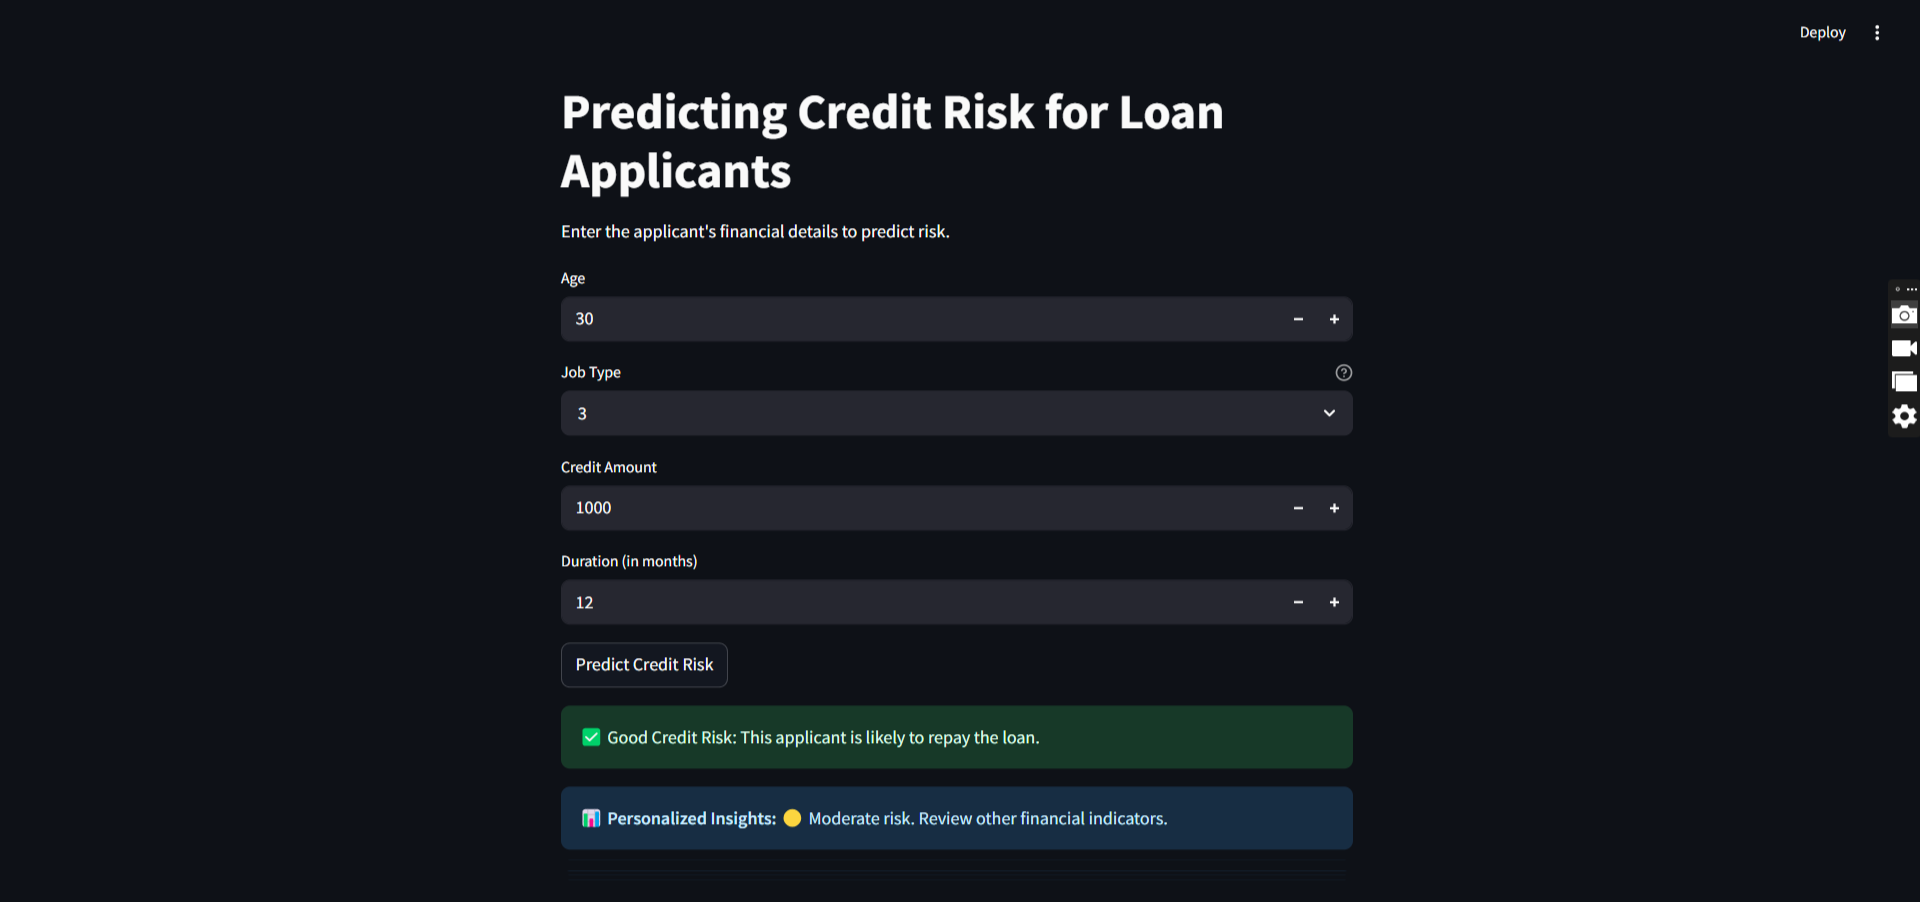 Deploy
Predicting Credit Risk for Loan
Applicants
Enter the applicant's financial details to predict risk.
Age
30
Job Type
3
Credit Amount
1000
Duration (in months)
12
Predict Credit Risk
✅ Good Credit Risk: This applicant is likely to repay the loan.
📊 Personalized Insights: 🟡 Moderate risk. Review other financial indicators.